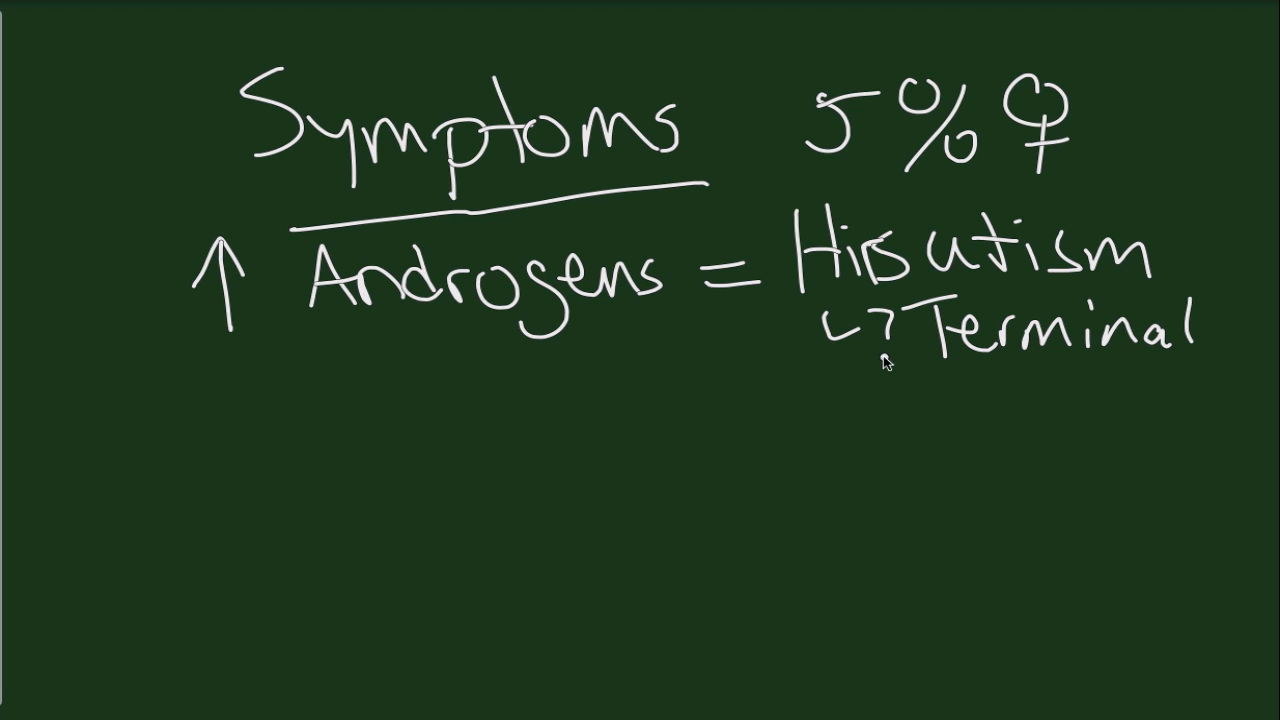 Symptoms 5% ♀
↑ Androgens = Hirsutism
↳? Terminal